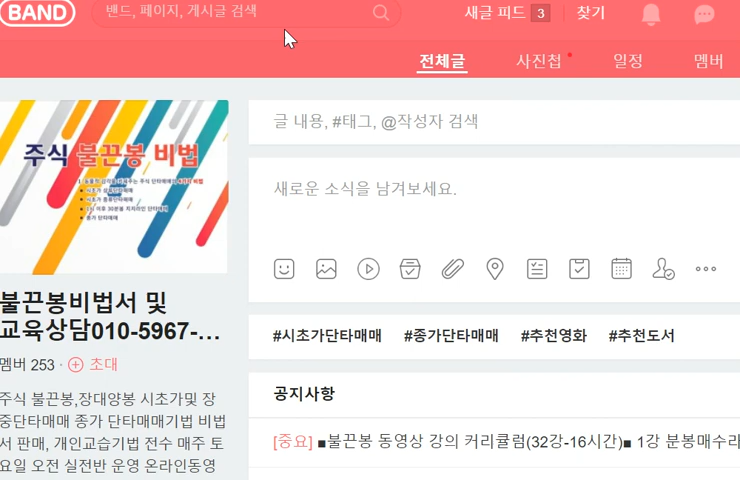 BAND
밴드, 페이지, 게시글 검색
새글 피드 3
찾기
전체글
사진첩
일정
멤버
주식 불끈봉 비법
글 내용, #태그, @작성자 검색
새로운 소식을 남겨보세요.
불끈봉비법서 및
교육상담010-5967-...
멤버 253 · 초대
주식 불끈봉,장대양봉 시초가및 장
중단타매매 종가 단타매매기법 비법
서 판매, 개인교습기법 전수 매주 토
요일 오전 실전반 운영 온라인동영
#시초가단타매매 #종가단타매매 #추천영화 #추천도서
공지사항
[중요] ■불끈봉 동영상 강의 커리큘럼(32강-16시간)■ 1강 분봉매수라